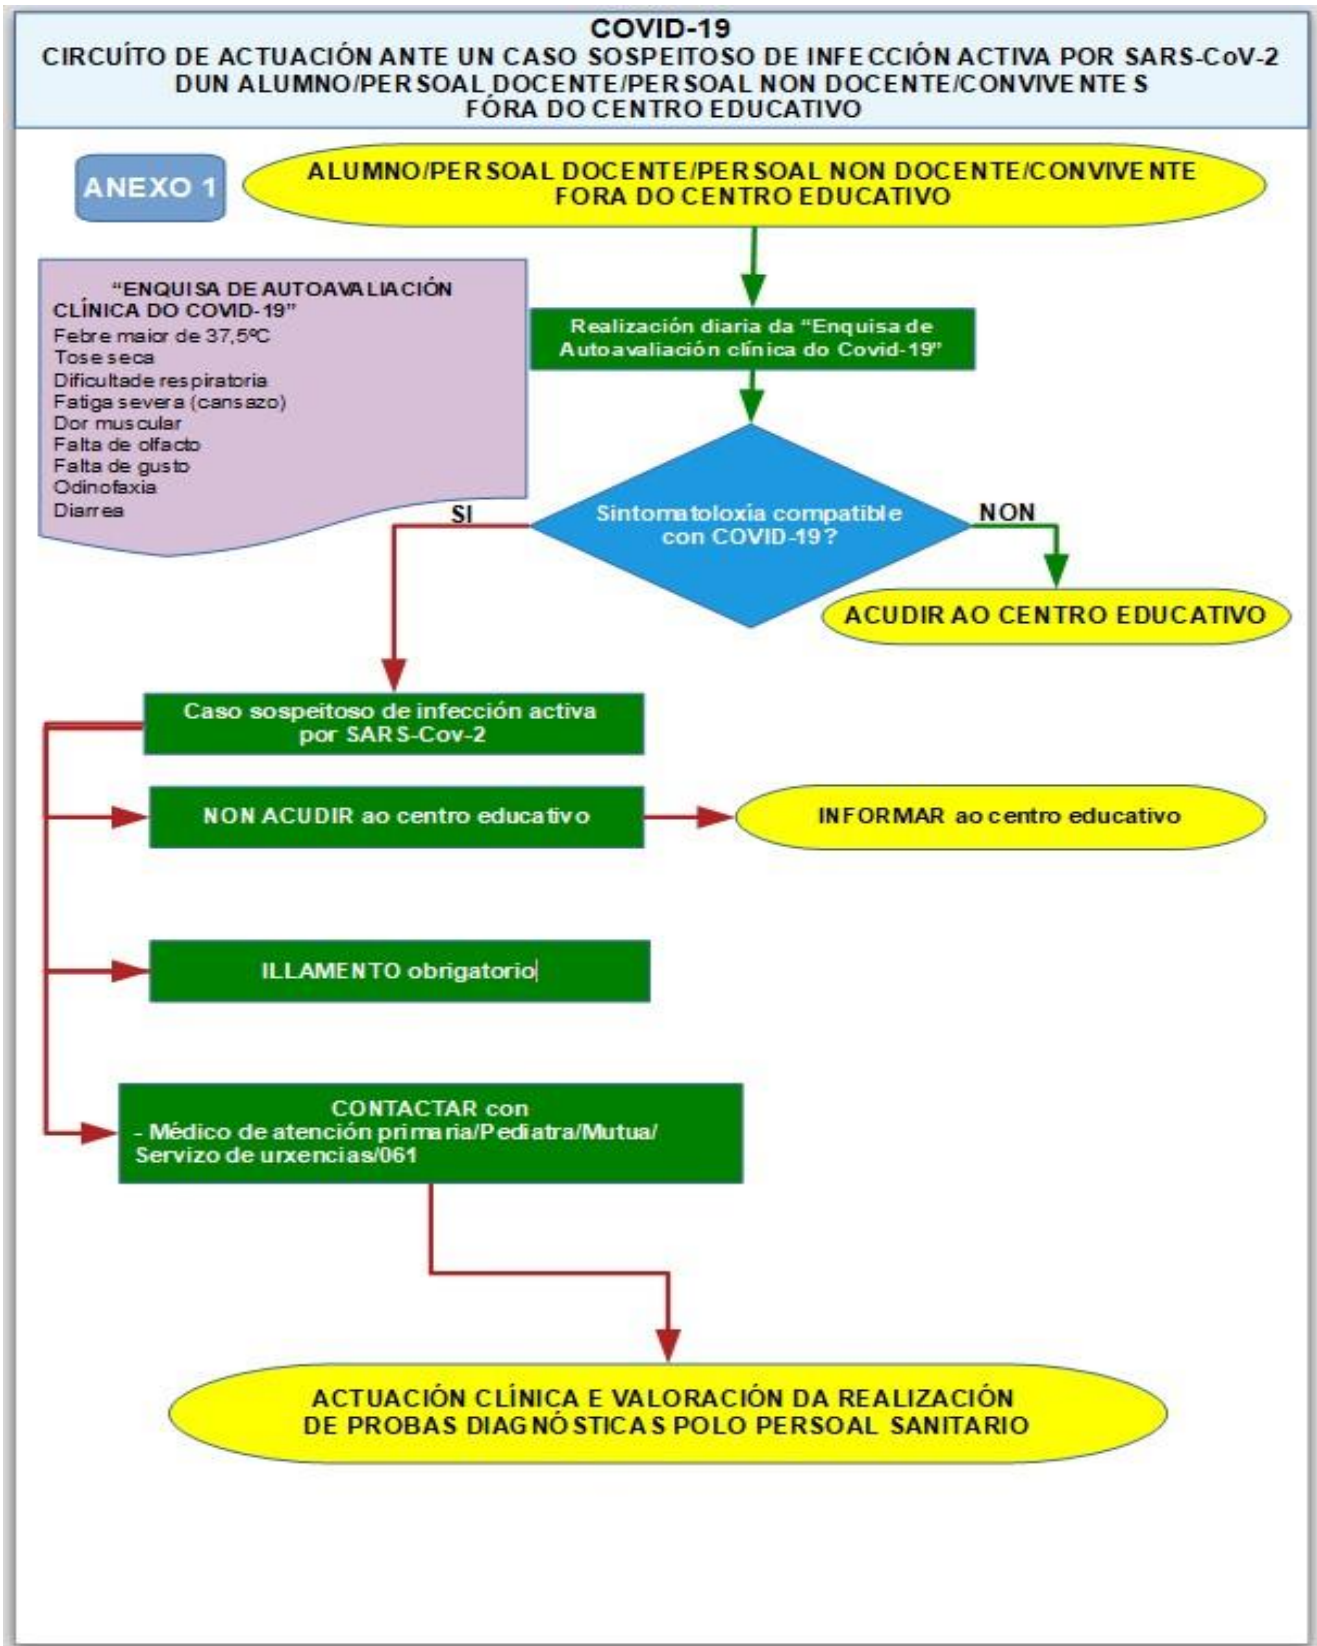 COVID-19
CIRCUÍTO DE ACTUACIÓN ANTE UN CASO SOSPEITOSO DE INFECCIÓN ACTIVA POR SARS-CoV-2
DUN ALUMNO/PERSOAL DOCENTE/PERSOAL NON DOCENTE/CONVIVENTE S
FÓRA DO CENTRO EDUCATIVO
ANEXO 1
ALUMNO/PERSOAL DOCENTE/PERSOAL NON DOCENTE/CONVIVENTE
FORA DO CENTRO EDUCATIVO
“ENQUISA DE AUTOAVALIACIÓN
CLÍNICA DO COVID-19”
Febre maior de 37,5ºC
Tose seca
Dificultade respiratoria
Fatiga severa (cansazo)
Dor muscular
Falta de olfacto
Falta de gusto
Odinofaxia
Diarrea
Realización diaria da “Enquisa de
Autoavaliación clínica do Covid-19”
Sintomatoloxía compatible
con COVID-19?
SI
NON
ACUDIR AO CENTRO EDUCATIVO
Caso sospeitoso de infección activa
por SARS-Cov-2
NON ACUDIR ao centro educativo
INFORMAR ao centro educativo
ILLAMENTO obrigatorio
CONTACTAR con
- Médico de atención primaria/Pediatra/Mutua/
Servizo de urxencias/061
ACTUACIÓN CLÍNICA E VALORACIÓN DA REALIZACIÓN
DE PROBAS DIAGNÓSTICAS POLO PERSOAL SANITARIO